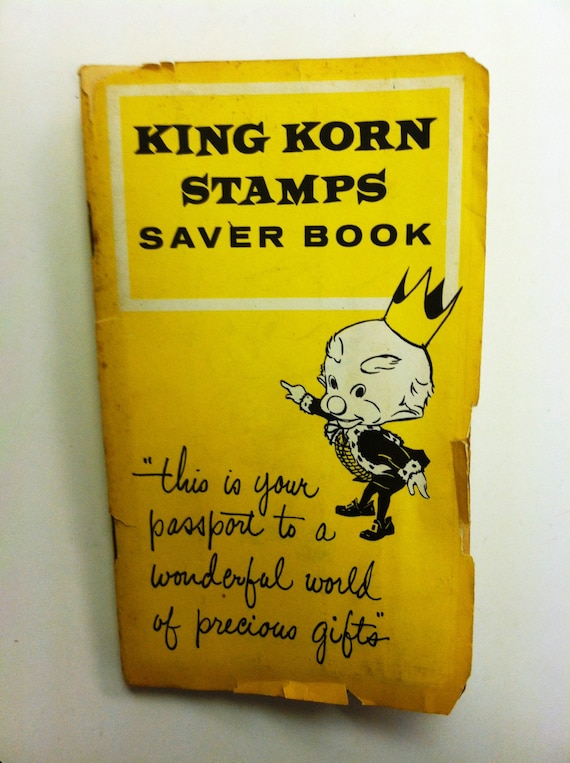 KING KORN
STAMPS
SAVER BOOK
"this is your
passport to a
wonderful world
of precious gifts"